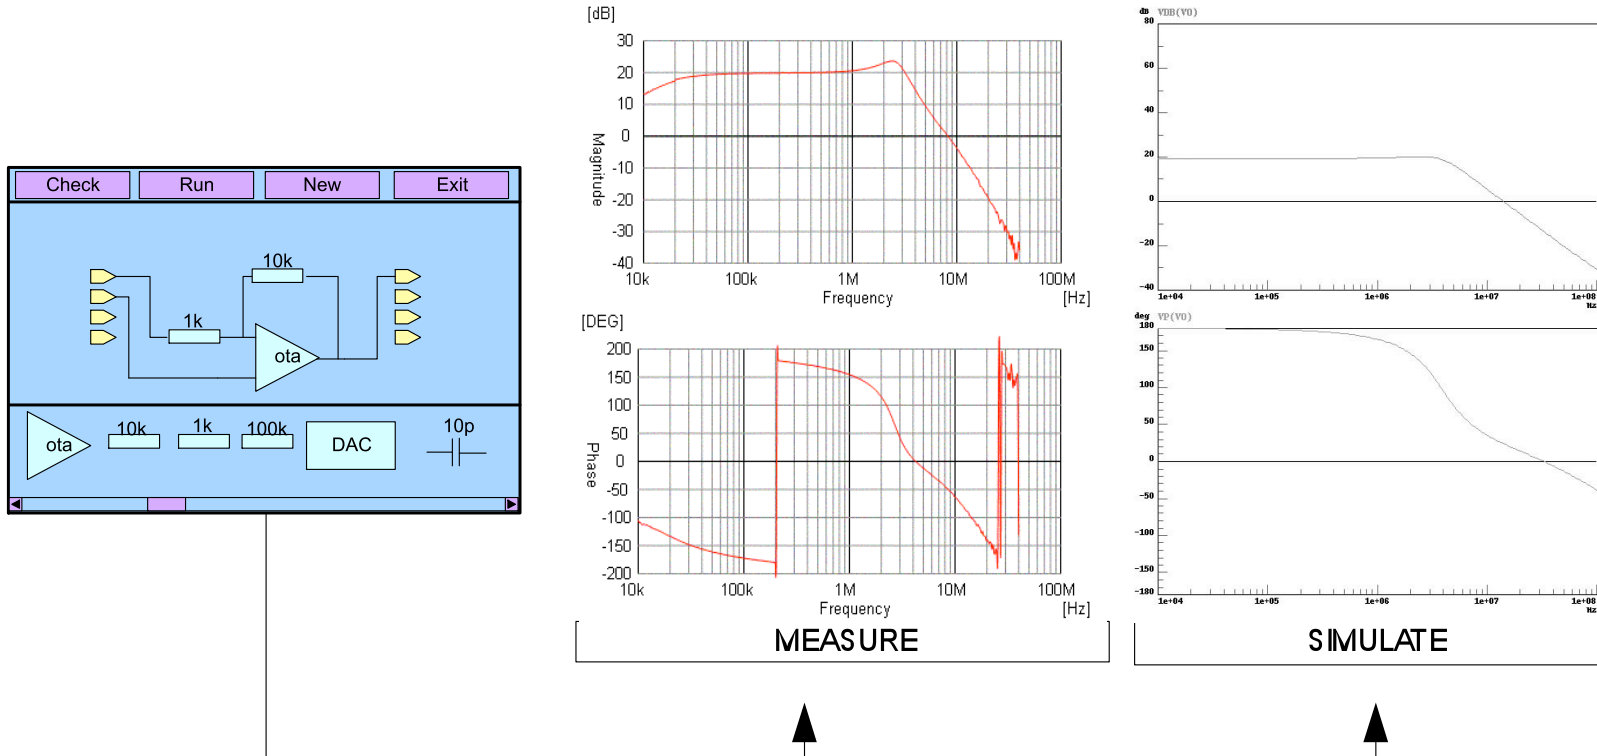 Check Run New Exit
10k
1k
ota
ota 10k 1k 100k DAC 10p
[dB]
30
20
10
0
-10
-20
-30
-40
Magnitude
10k 100k 1M 10M 100M
Frequency [Hz]
[DEG]
200
150
100
50
0
-50
-100
-150
-200
Phase
10k 100k 1M 10M 100M
Frequency [Hz]
MEASURE
dB VDB(VO)
80
60
40
20
0
-20
-40
1e+04 1e+05 1e+06 1e+07 1e+08
Hz
deg VP(VO)
180
150
100
50
0
-50
-100
-150
-180
1e+04 1e+05 1e+06 1e+07 1e+08
Hz
SIMULATE